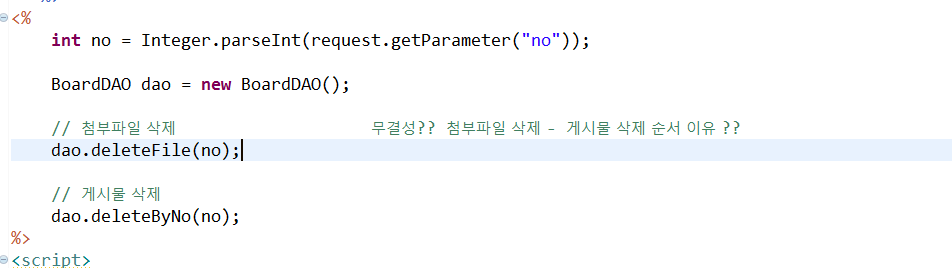 <%
int no = Integer.parseInt(request.getParameter("no"));
BoardDAO dao = new BoardDAO();
// 첨부파일 삭제 무결성?? 첨부파일 삭제 - 게시물 삭제 순서 이유 ??
dao.deleteFile(no);
// 게시물 삭제
dao.deleteByNo(no);
%>
<script>